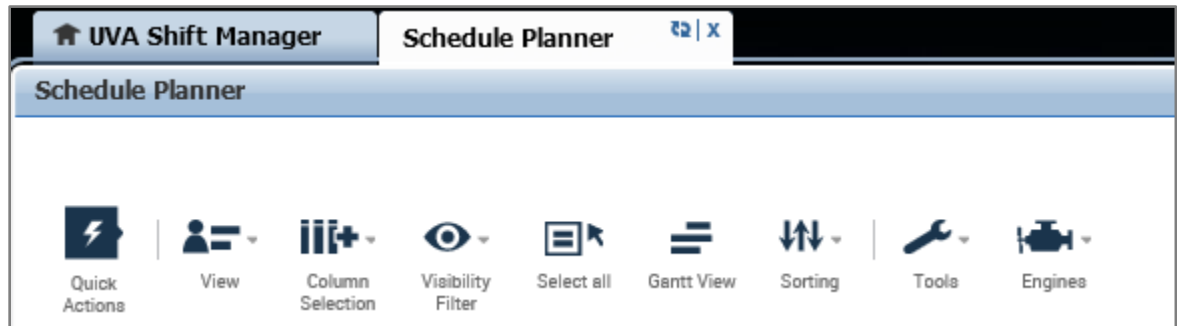 UVA Shift Manager
Schedule Planner
X
Schedule Planner
Quick
Actions
View
Column
Selection
Visibility
Filter
Select all
Gantt View
Sorting
Tools
Engines